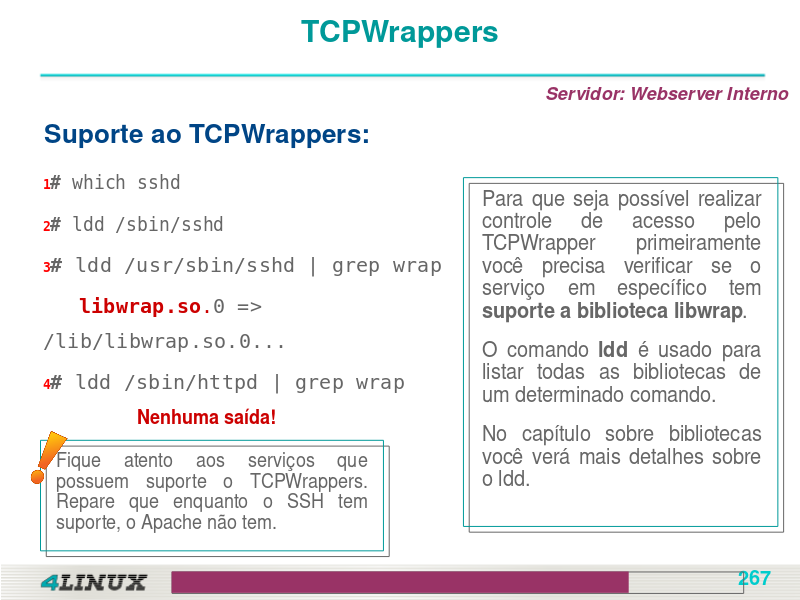 TCPWrappers
Servidor: Webserver Interno
Suporte ao TCPWrappers:
1# which sshd
2# ldd /sbin/sshd
3# ldd /usr/sbin/sshd | grep wrap
libwrap.so.0 =>
/lib/libwrap.so.0...
4# ldd /sbin/httpd | grep wrap
Nenhuma saída!
Fique atento aos serviços que
possuem suporte o TCPWrappers.
Repare que enquanto o SSH tem
suporte, o Apache não tem.
Para que seja possível realizar
controle de acesso pelo
TCPWrapper primeiramente
você precisa verificar se o
serviço em específico tem
suporte a biblioteca libwrap.
O comando ldd é usado para
listar todas as bibliotecas de
um determinado comando.
No capítulo sobre bibliotecas
você verá mais detalhes sobre
o ldd.
4LINUX
267